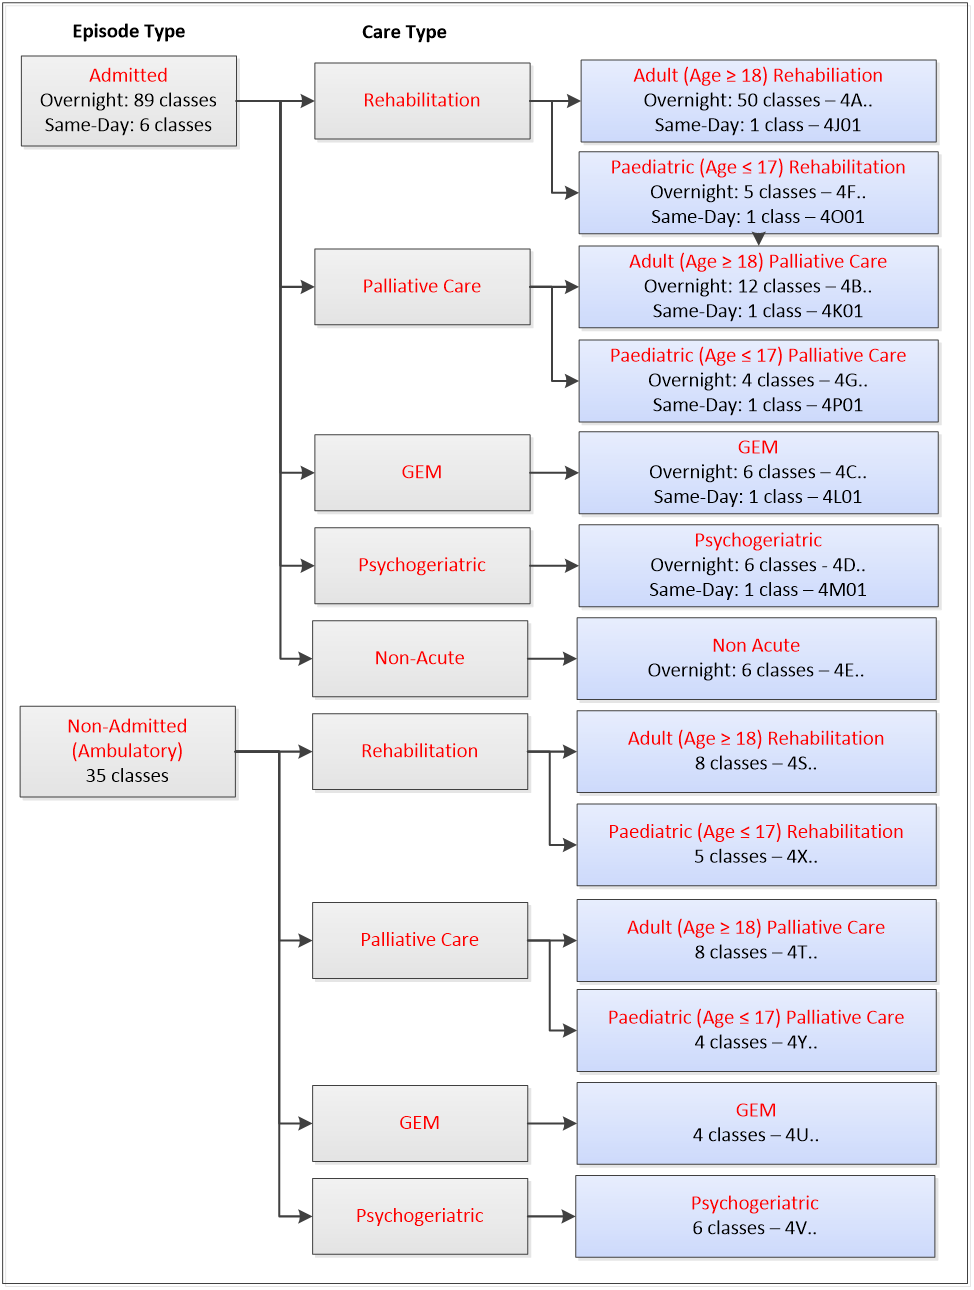 Episode Type
Care Type
Admitted
Overnight: 89 classes
Same-Day: 6 classes
Rehabilitation
Adult (Age ≥ 18) Rehabiliation
Overnight: 50 classes – 4A..
Same-Day: 1 class – 4J01
Paediatric (Age ≤ 17) Rehabilitation
Overnight: 5 classes – 4F..
Same-Day: 1 class – 4O01
Palliative Care
Adult (Age ≥ 18) Palliative Care
Overnight: 12 classes – 4B..
Same-Day: 1 class – 4K01
Paediatric (Age ≤ 17) Palliative Care
Overnight: 4 classes – 4G..
Same-Day: 1 class – 4P01
GEM
GEM
Overnight: 6 classes – 4C..
Same-Day: 1 class – 4L01
Psychogeriatric
Psychogeriatric
Overnight: 6 classes - 4D..
Same-Day: 1 class – 4M01
Non-Acute
Non Acute
Overnight: 6 classes – 4E..
Non-Admitted
(Ambulatory)
35 classes
Rehabilitation
Adult (Age ≥ 18) Rehabilitation
8 classes – 4S..
Paediatric (Age ≤ 17) Rehabilitation
5 classes – 4X..
Palliative Care
Adult (Age ≥ 18) Palliative Care
8 classes – 4T..
Paediatric (Age ≤ 17) Palliative Care
4 classes – 4Y..
GEM
GEM
4 classes – 4U..
Psychogeriatric
Psychogeriatric
6 classes – 4V..